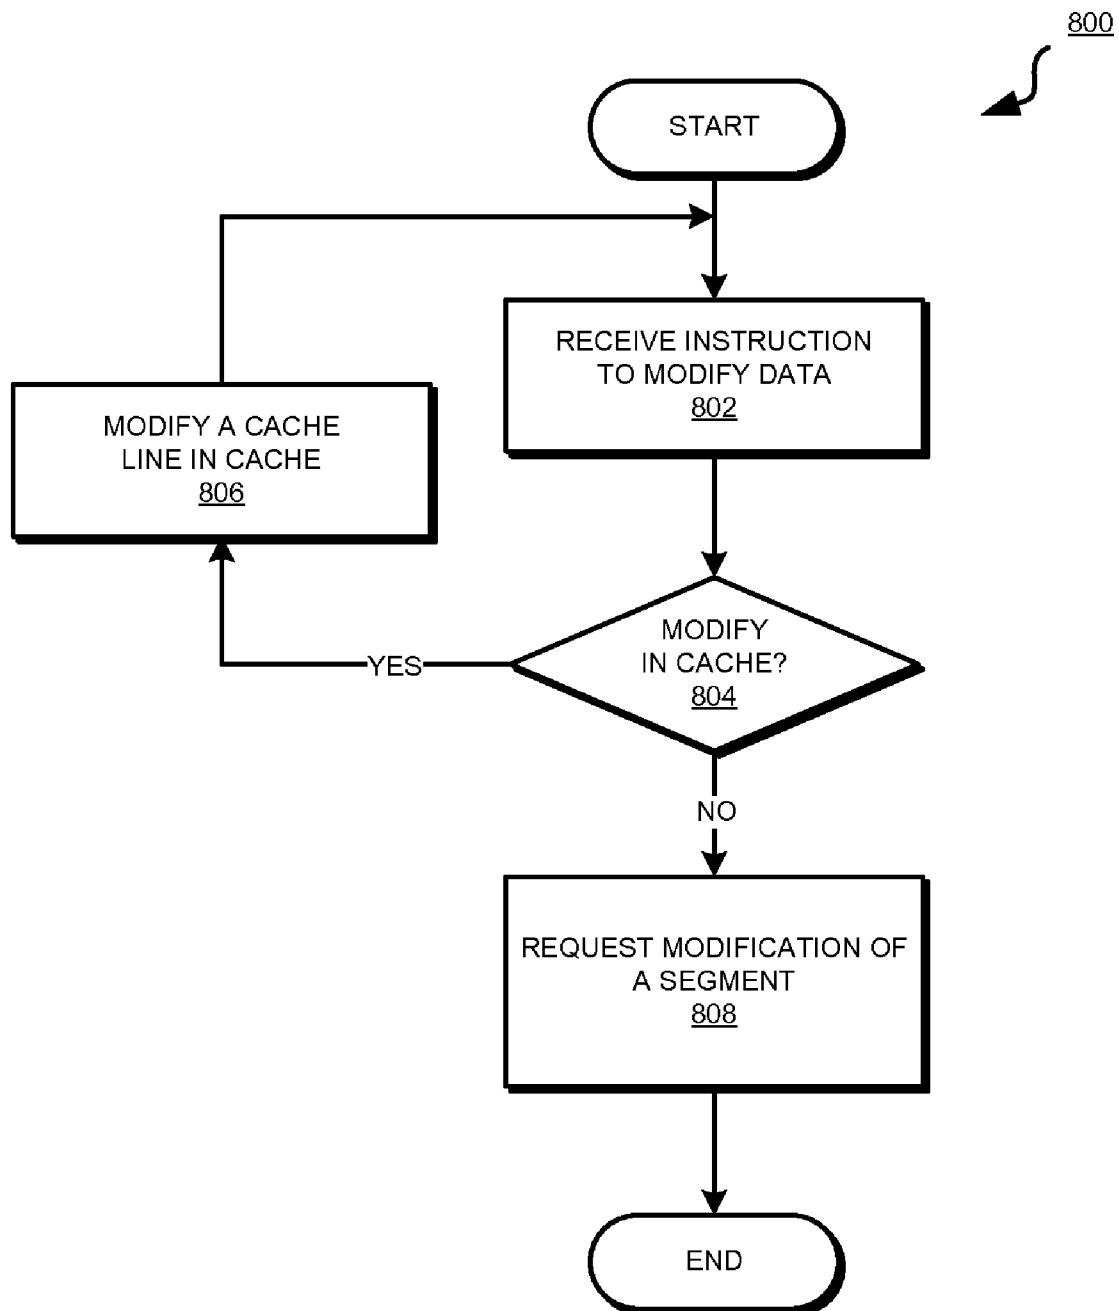 800
START
RECEIVE INSTRUCTION
TO MODIFY DATA
802
MODIFY A CACHE
LINE IN CACHE
806
MODIFY
IN CACHE?
804
YES
NO
REQUEST MODIFICATION OF
A SEGMENT
808
END